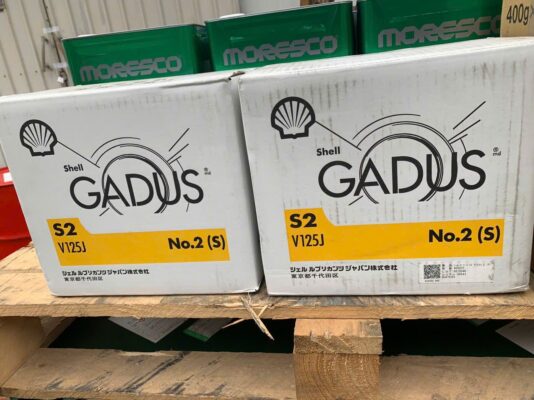 MORESCO
MORESCO
MORESCO
400g
Shell
GADUS
S2
V125J
No.2 (S)
シェル ルブリカンツ ジャパン株式会社
東京都千代田区
Shell
GADUS
® md
S2
V125J
No.2 (S)
シェル ルブリカンツ ジャパン株式会社
東京都千代田区